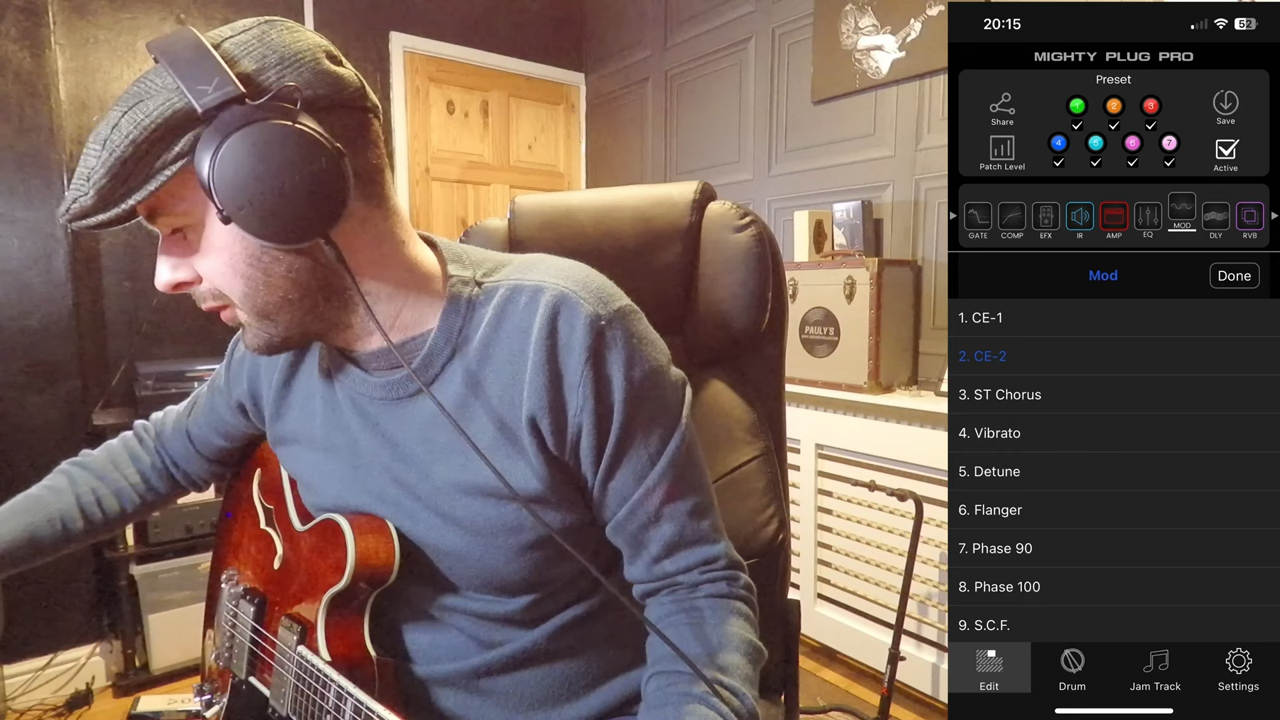 20:15
52
MIGHTY PLUG PRO
Preset
1 2 3
Share
Save
4 5 6 7
Patch Level
Active
GATE COMP EFX IR AMP EQ MOD DLY RVB
Mod
Done
1. CE-1
2. CE-2
3. ST Chorus
4. Vibrato
5. Detune
6. Flanger
7. Phase 90
8. Phase 100
9. S.C.F.
Edit Drum Jam Track Settings
PAULY'S